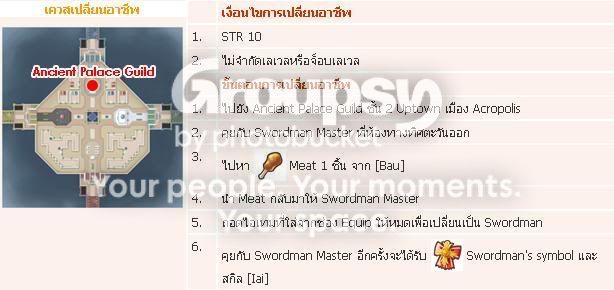 เควสเปลี่ยนอาชีพ
Ancient Palace Guild
เงื่อนไขการเปลี่ยนอาชีพ
1. STR 10
2. ไม่จำกัดเลเวลหรือจ็อบเลเวล
ขั้นตอนการเปลี่ยนอาชีพ
1. ไปยัง Ancient Palace Guild ชั้น 2 Uptown เมือง Acropolis
2. คุยกับ Swordman Master ที่ห้องทางทิศตะวันออก
3. ไปหา Meat 1 ชิ้น จาก [Bau]
4. นำ Meat กลับมาให้ Swordman Master
5. ถอดไอเทมที่ใส่จากช่อง Equip ให้หมดเพื่อเปลี่ยนเป็น Swordman
6. คุยกับ Swordman Master อีกครั้งจะได้รับ Swordman's symbol และ
สกิล [Iai]
Groupsy
by photobucket
Your people. Your moments.
Your space.